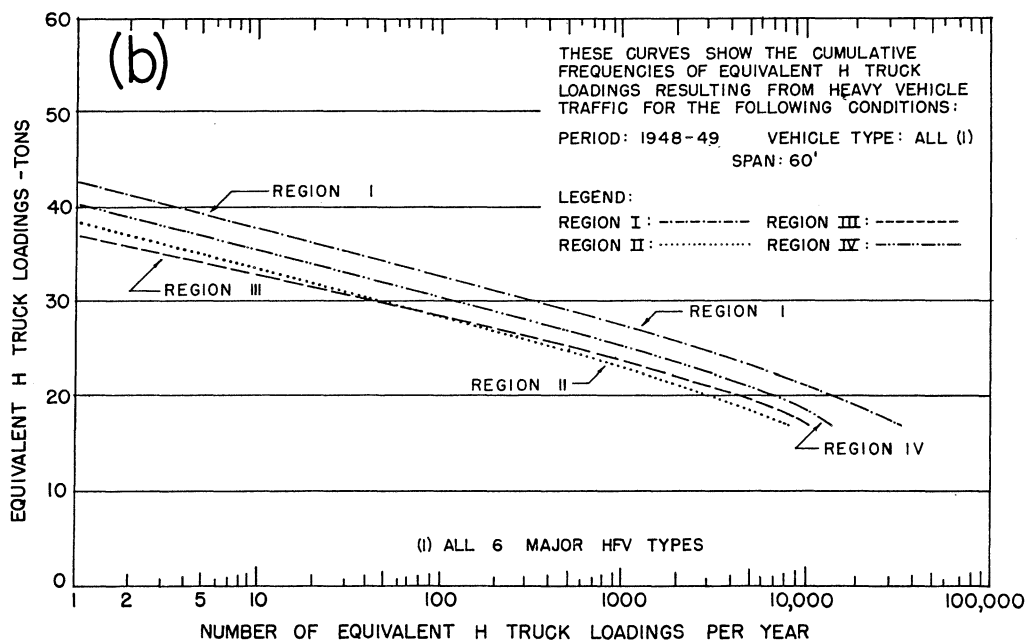 (b)
THESE CURVES SHOW THE CUMULATIVE
FREQUENCIES OF EQUIVALENT H TRUCK
LOADINGS RESULTING FROM HEAVY VEHICLE
TRAFFIC FOR THE FOLLOWING CONDITIONS:
PERIOD: 1948-49 VEHICLE TYPE: ALL (1)
SPAN: 60'
LEGEND:
REGION I: REGION III:
REGION II: REGION IV:
EQUIVALENT H TRUCK LOADINGS - TONS
60
50
40
30
20
10
0
REGION I
REGION III
REGION I
REGION II
REGION IV
(1) ALL 6 MAJOR HFV TYPES
1 2 5 10 100 1000 10,000 100,000
NUMBER OF EQUIVALENT H TRUCK LOADINGS PER YEAR